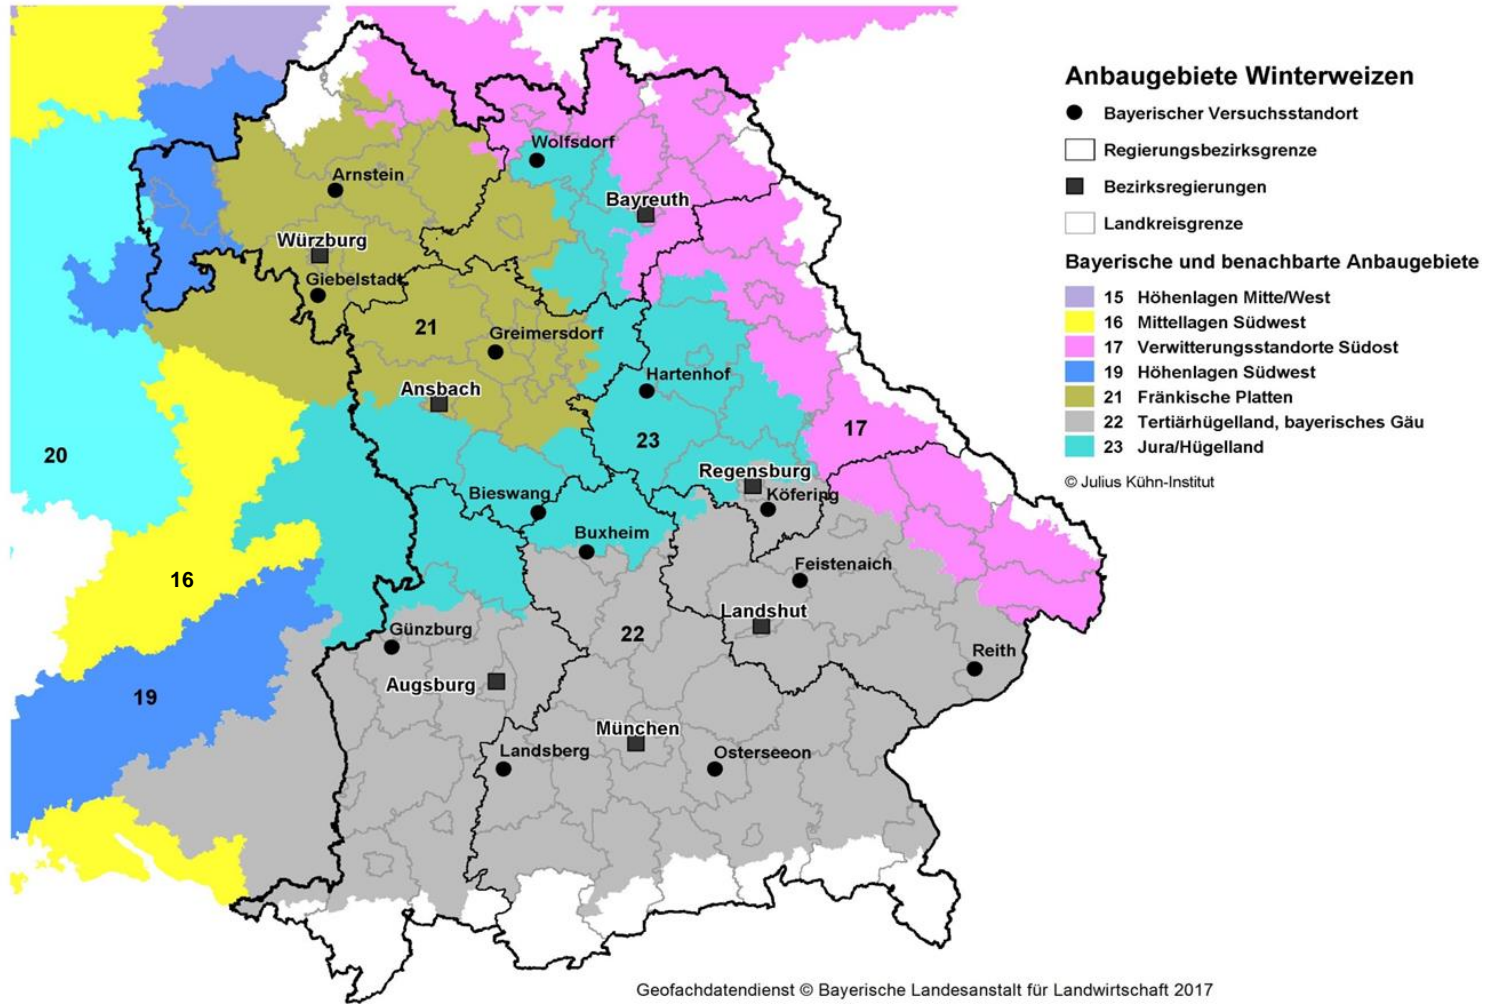 Anbaugebiete Winterweizen
Bayerischer Versuchsstandort
Regierungsbezirksgrenze
Bezirksregierungen
Landkreisgrenze
Bayerische und benachbarte Anbaugebiete
15 Höhenlagen Mitte/West
16 Mittellagen Südwest
17 Verwitterungsstandorte Südost
19 Höhenlagen Südwest
21 Fränkische Platten
22 Tertiärhügelland, bayerisches Gäu
23 Jura/Hügelland
© Julius Kühn-Institut
Wolfsdorf
Arnstein
Bayreuth
Würzburg
Giebelstadt
21
Greimersdorf
Hartenhof
Ansbach
17
23
20
Regensburg
Bieswang
Köfering
Buxheim
Feistenaich
16
Landshut
Günzburg
22
Reith
Augsburg
19
München
Landsberg
Osterseeon
Geofachdatendienst © Bayerische Landesanstalt für Landwirtschaft 2017